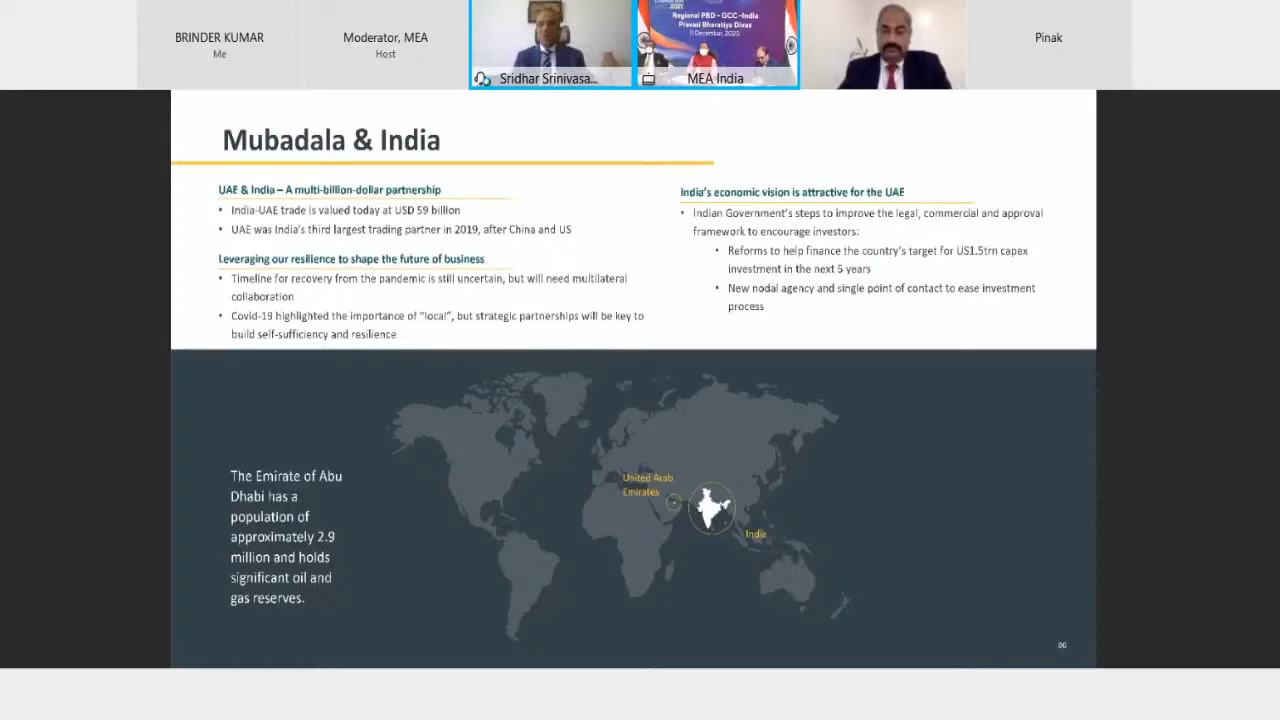 BRINDER KUMAR
Me
Moderator, MEA
Host
Sridhar Srinivasa...
Regional PBD - GCC-India
Pravasi Bharatiya Divas
11 December, 2020
MEA India
Pinak
Mubadala & India
UAE & India – A multi-billion-dollar partnership
• India-UAE trade is valued today at USD 59 billion
• UAE was India's third largest trading partner in 2019, after China and US
Leveraging our resilience to shape the future of business
• Timeline for recovery from the pandemic is still uncertain, but will need multilateral
collaboration
• Covid-19 highlighted the importance of "local", but strategic partnerships will be key to
build self-sufficiency and resilience
India's economic vision is attractive for the UAE
• Indian Government's steps to improve the legal, commercial and approval
framework to encourage investors:
• Reforms to help finance the country's target for US1.5trn capex
investment in the next 5 years
• New nodal agency and single point of contact to ease investment
process
The Emirate of Abu
Dhabi has a
population of
approximately 2.9
million and holds
significant oil and
gas reserves.
United Arab
Emirates
India
06